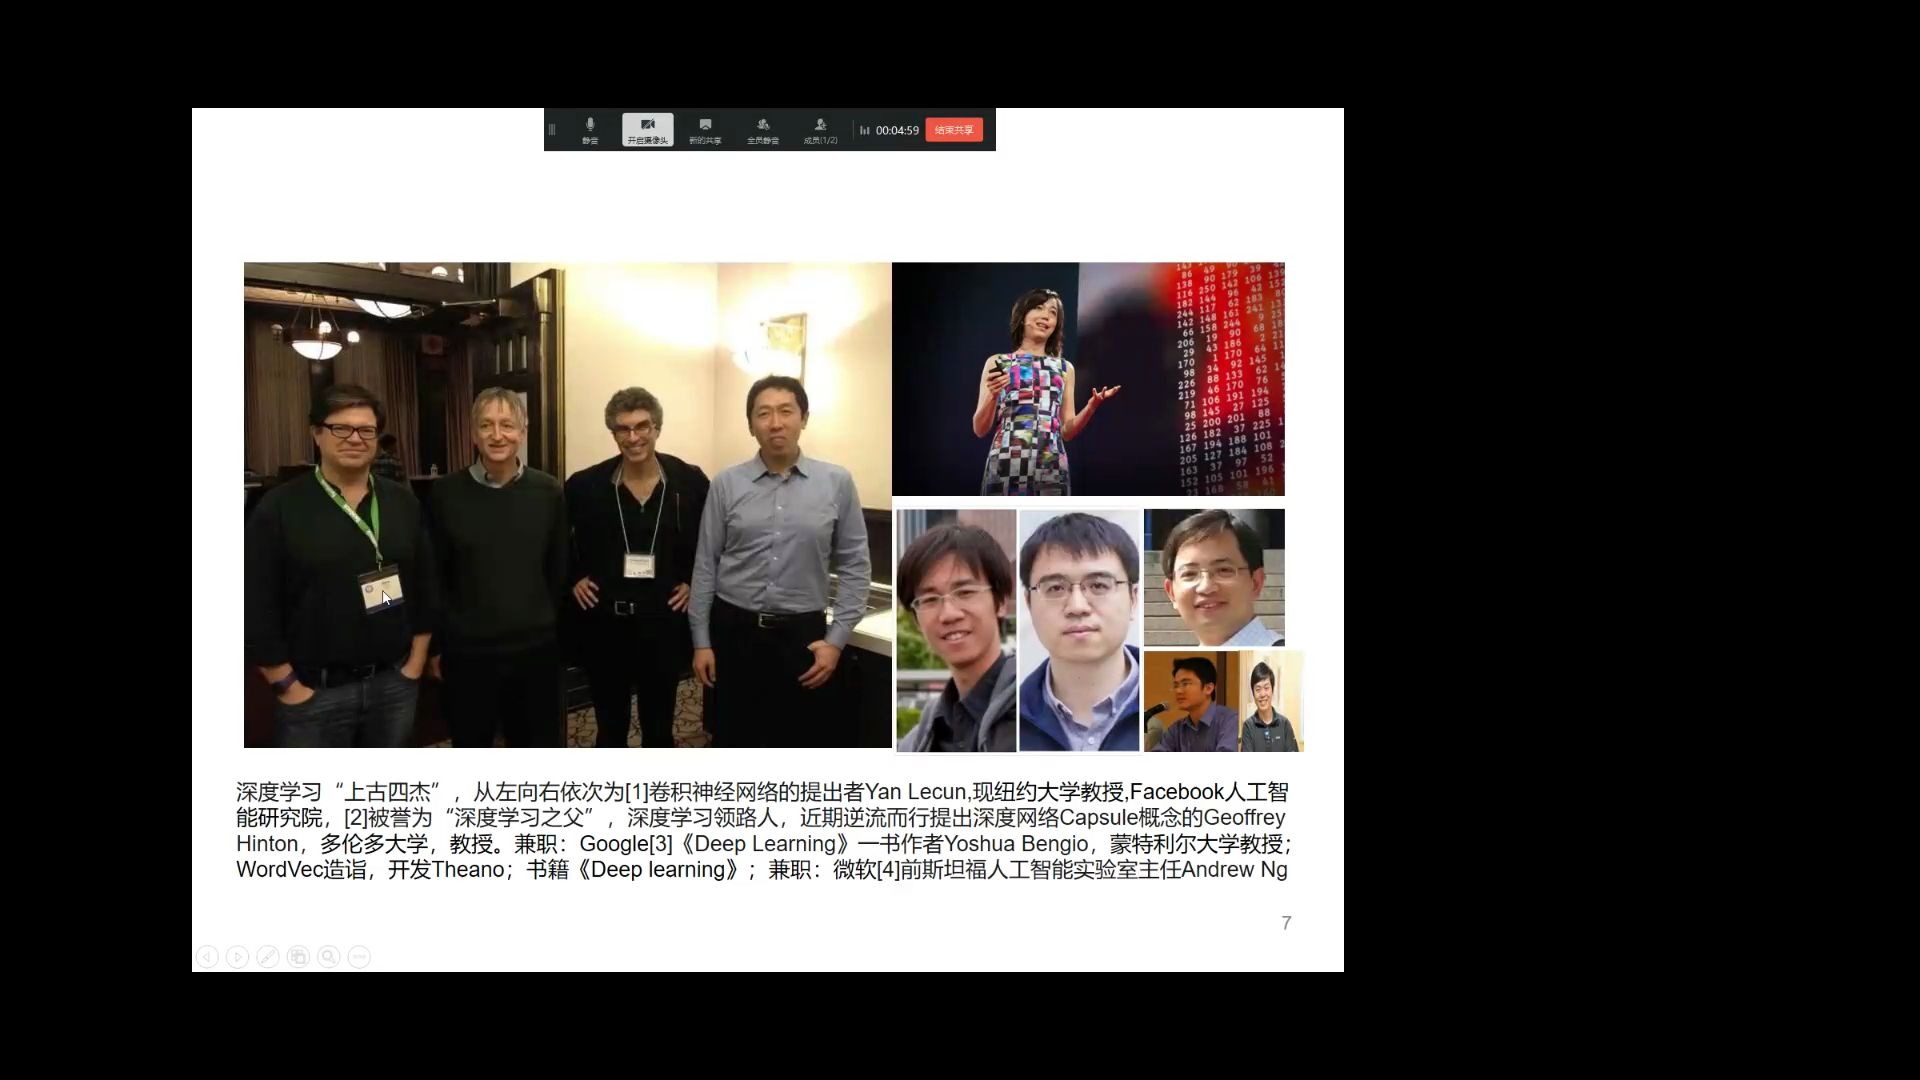 静音
开启摄像头
新的共享
全员静音
成员(1/2)
00:04:59
结束共享
深度学习“上古四杰”，从左向右依次为[1]卷积神经网络的提出者Yan Lecun,现纽约大学教授,Facebook人工智
能研究院，[2]被誉为“深度学习之父”，深度学习领路人，近期逆流而行提出深度网络Capsule概念的Geoffrey
Hinton，多伦多大学，教授。兼职：Google[3]《Deep Learning》一书作者Yoshua Bengio，蒙特利尔大学教授；
WordVec造诣，开发Theano；书籍《Deep learning》；兼职：微软[4]前斯坦福人工智能实验室主任Andrew Ng
7